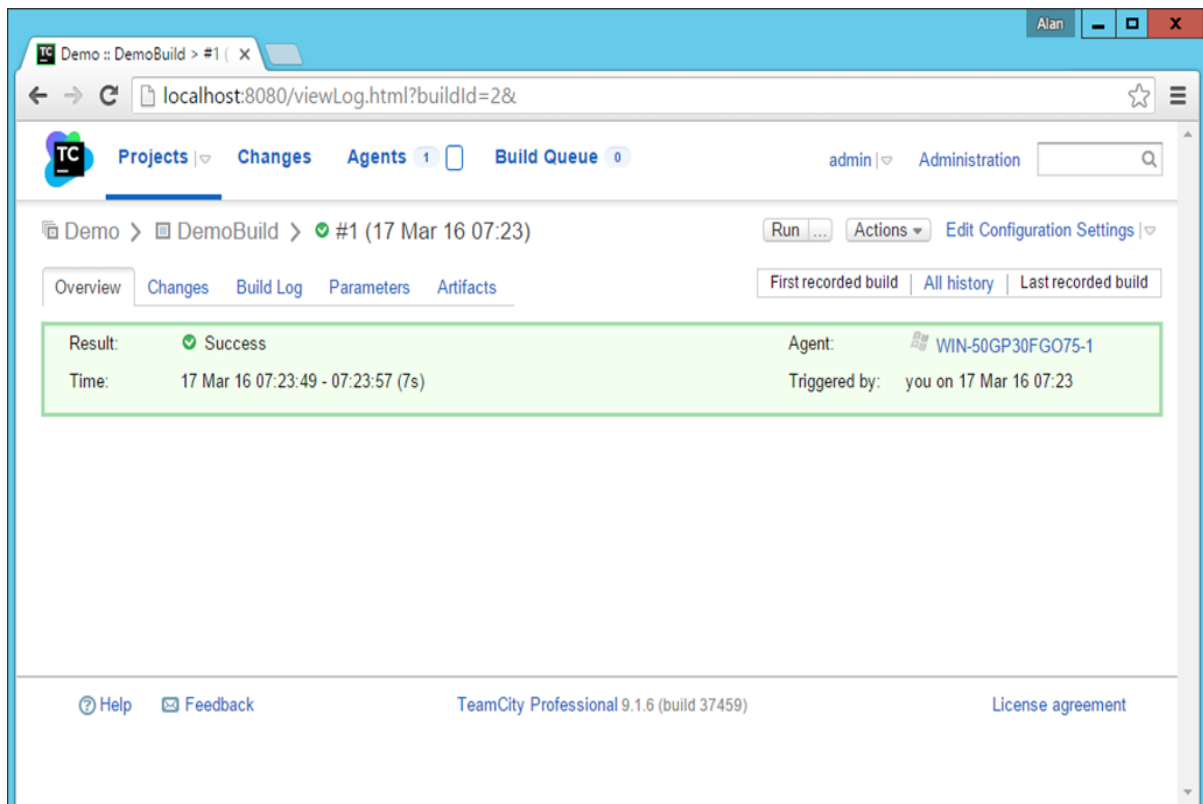 Alan
TC Demo :: DemoBuild > #1 (
localhost:8080/viewLog.html?buildId=2&
TC Projects Changes Agents 1 Build Queue 0 admin Administration
Demo > DemoBuild > #1 (17 Mar 16 07:23) Run ... Actions Edit Configuration Settings
Overview Changes Build Log Parameters Artifacts First recorded build | All history | Last recorded build
Result: Success Agent: WIN-50GP30FGO75-1
Time: 17 Mar 16 07:23:49 - 07:23:57 (7s) Triggered by: you on 17 Mar 16 07:23
? Help Feedback TeamCity Professional 9.1.6 (build 37459) License agreement